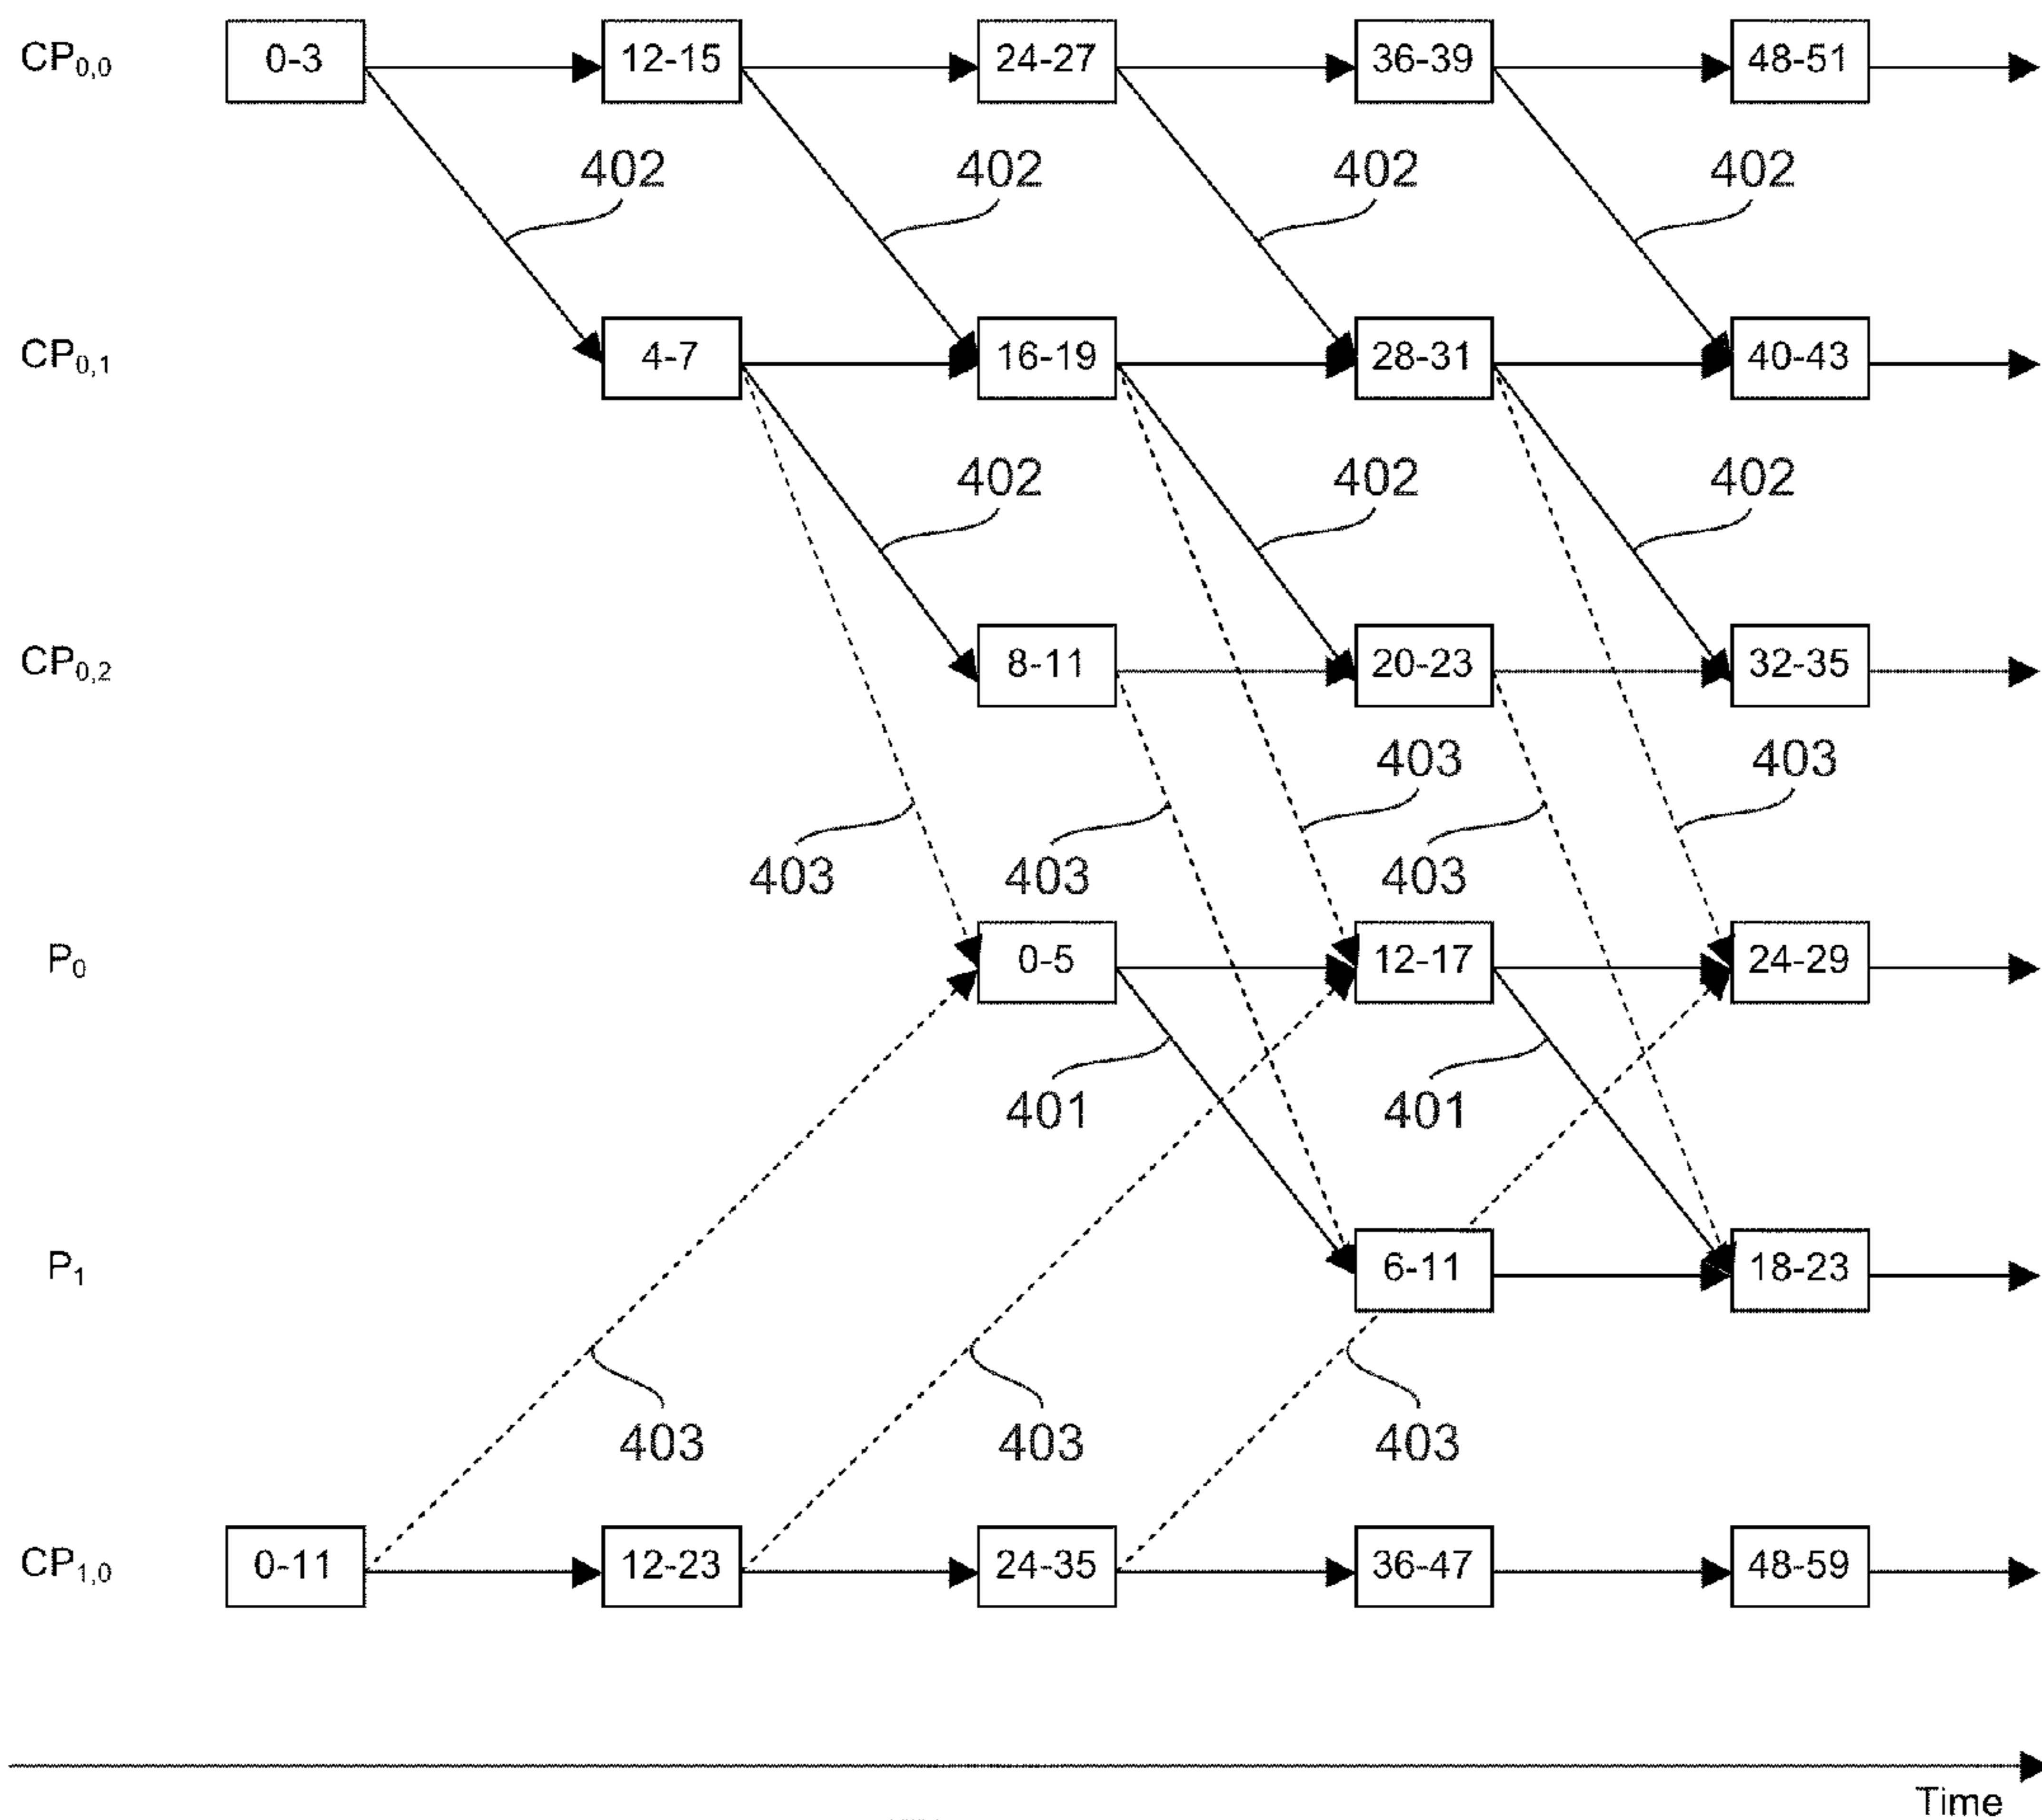 CP0,0 0-3 12-15 24-27 36-39 48-51
402 402 402 402
CP0,1 4-7 16-19 28-31 40-43
402 402 402
CP0,2 8-11 20-23 32-35
403 403
403 403 403
P0 0-5 12-17 24-29
401 401
P1 6-11 18-23
403 403 403
CP1,0 0-11 12-23 24-35 36-47 48-59
Time